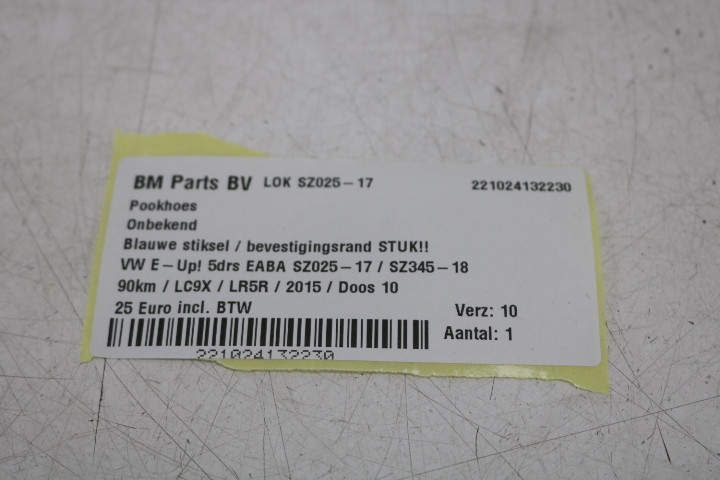 BM Parts BV LOK SZ025-17 221024132230
Pookhoes
Onbekend
Blauwe stiksel / bevestigingsrand STUK!!
VW E-Up! 5drs EABA SZ025-17 / SZ345-18
90km / LC9X / LR5R / 2015 / Doos 10
25 Euro incl. BTW Verz: 10
Aantal: 1
221024132230